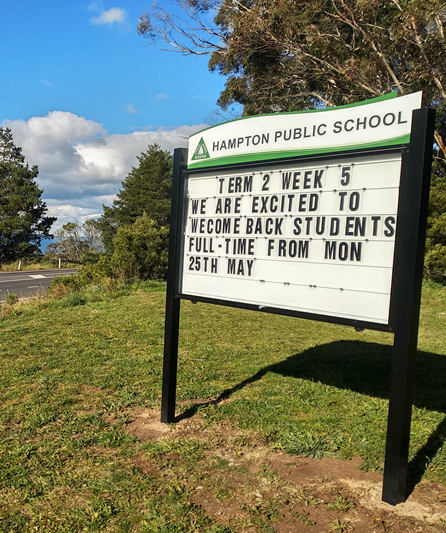 HAMPTON PUBLIC SCHOOL
TERM 2 WEEK 5
WE ARE EXCITED TO
WECOME BACK STUDENTS
FULL-TIME FROM MON
25TH MAY